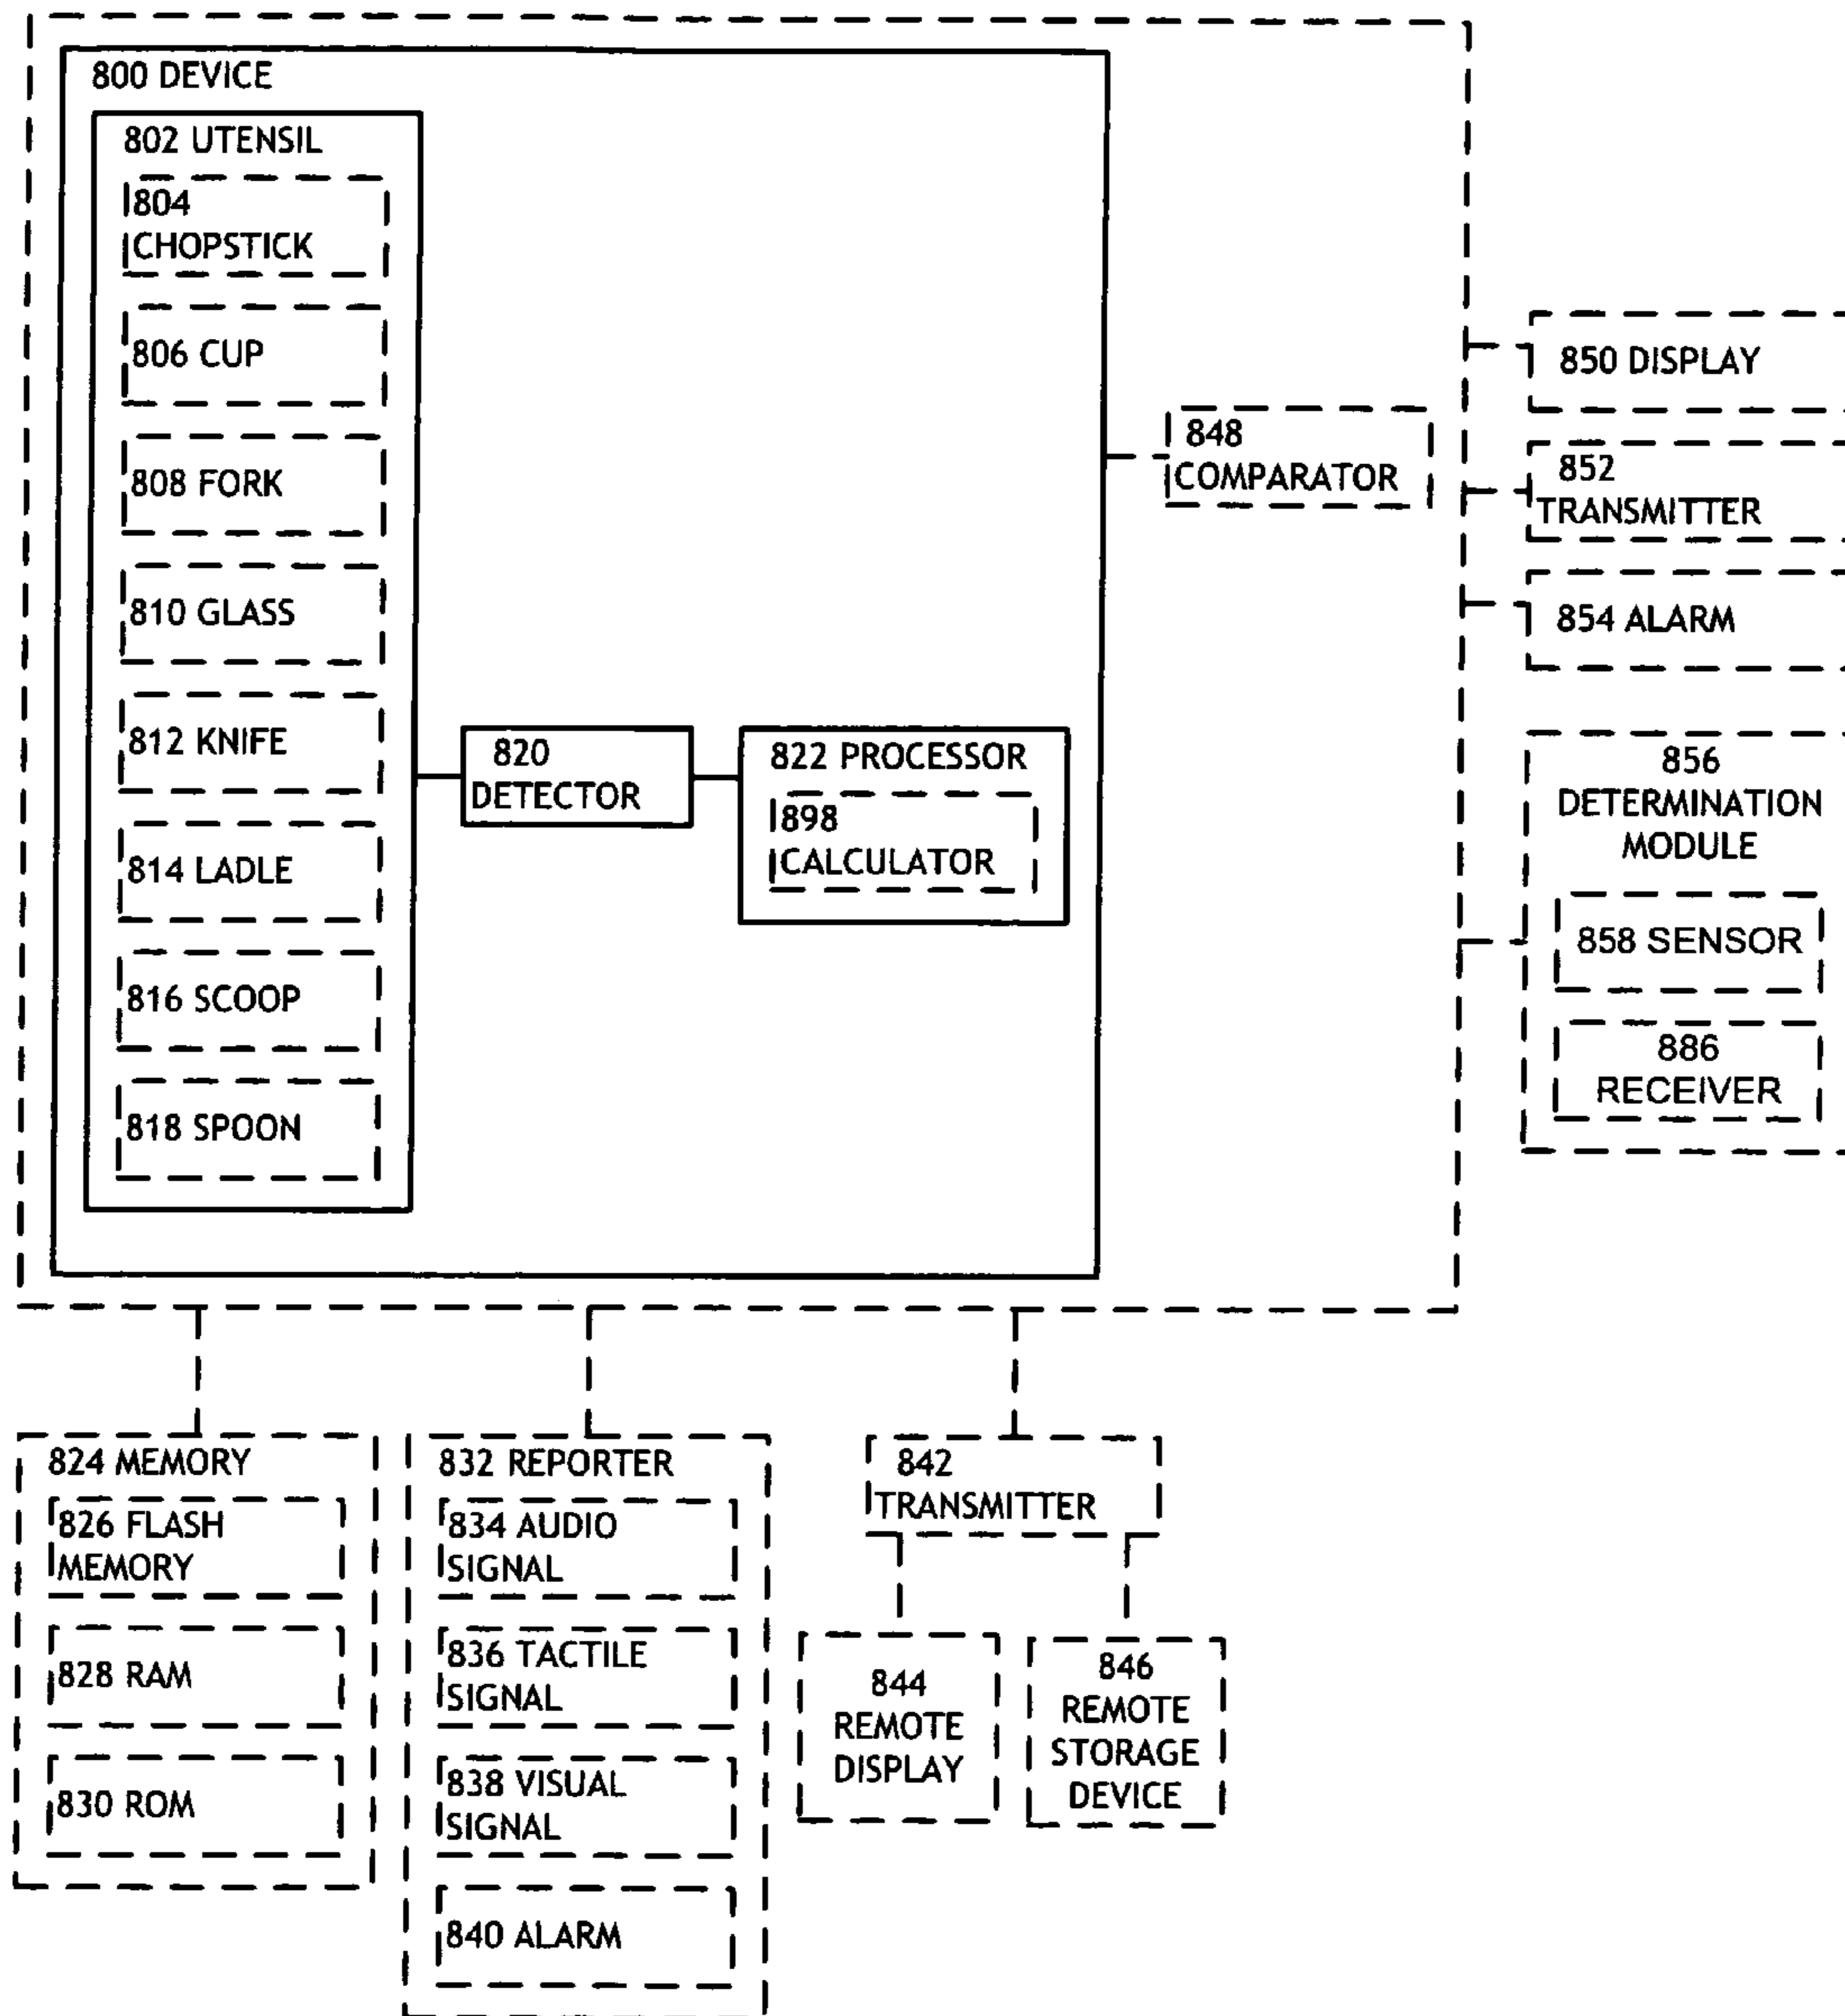 800 DEVICE
802 UTENSIL
804
CHOPSTICK
806 CUP
808 FORK
810 GLASS
812 KNIFE
814 LADLE
816 SCOOP
818 SPOON
820
DETECTOR
822 PROCESSOR
898
CALCULATOR
848
COMPARATOR
850 DISPLAY
852
TRANSMITTER
854 ALARM
856
DETERMINATION
MODULE
858 SENSOR
886
RECEIVER
824 MEMORY
826 FLASH
MEMORY
828 RAM
830 ROM
832 REPORTER
834 AUDIO
SIGNAL
836 TACTILE
SIGNAL
838 VISUAL
SIGNAL
840 ALARM
842
TRANSMITTER
844
REMOTE
DISPLAY
846
REMOTE
STORAGE
DEVICE